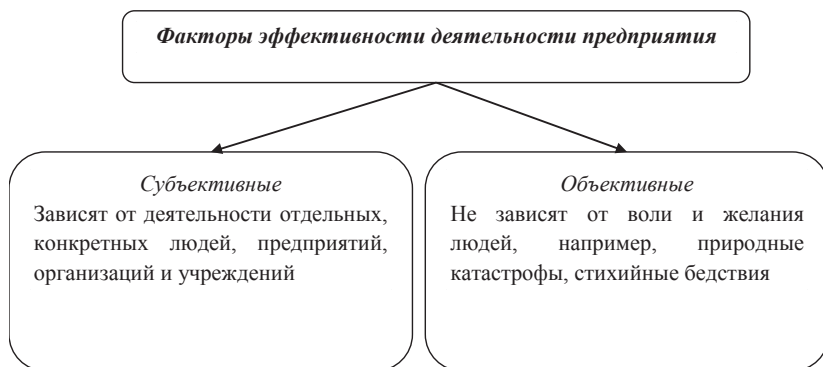 Факторы эффективности деятельности предприятия
Субъективные
Зависят от деятельности отдельных,
конкретных людей, предприятий,
организаций и учреждений
Объективные
Не зависят от воли и желания
людей, например, природные
катастрофы, стихийные бедствия